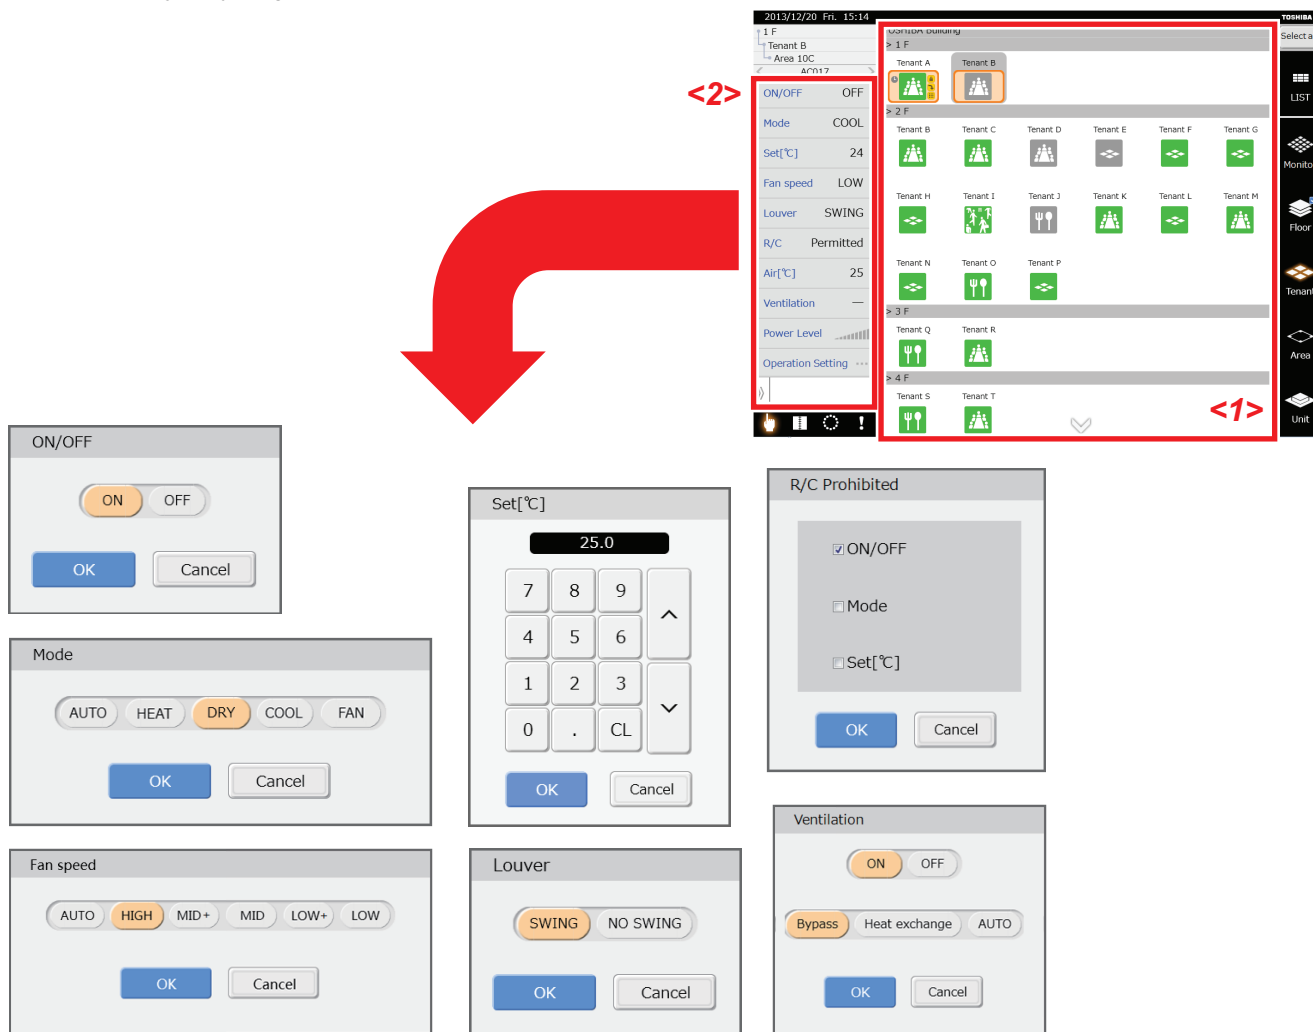 2013/12/20 Fri. 15:14
TOSHIBA
1 F
Tenant B
Area 10C
AC017
<2>
ON/OFF OFF
Mode COOL
Set[℃] 24
Fan speed LOW
Louver SWING
R/C Permitted
Air[℃] 25
Ventilation —
Power Level
Operation Setting ...
OSHIBA Building
> 1 F
Tenant A Tenant B
> 2 F
Tenant B Tenant C Tenant D Tenant E Tenant F Tenant G
Tenant H Tenant I Tenant J Tenant K Tenant L Tenant M
Tenant N Tenant O Tenant P
> 3 F
Tenant Q Tenant R
> 4 F
Tenant S Tenant T
<1>
Select a
LIST
Monito
Floor
Tenant
Area
Unit
ON/OFF
ON OFF
OK Cancel
Mode
AUTO HEAT DRY COOL FAN
OK Cancel
Fan speed
AUTO HIGH MID+ MID LOW+ LOW
OK Cancel
Set[℃]
25.0
7 8 9
4 5 6
1 2 3
0 . CL
OK Cancel
Louver
SWING NO SWING
OK Cancel
R/C Prohibited
ON/OFF
Mode
Set[℃]
OK Cancel
Ventilation
ON OFF
Bypass Heat exchange AUTO
OK Cancel